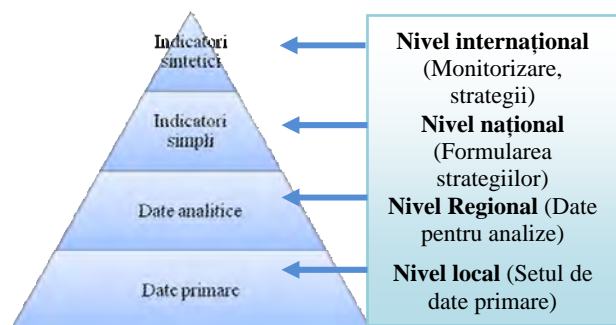 Indicatori
sintetici
Indicatori
simpli
Date analitice
Date primare
Nivel internațional
(Monitorizare,
strategii)
Nivel național
(Formularea
strategiilor)
Nivel Regional (Date
pentru analize)
Nivel local (Setul de
date primare)